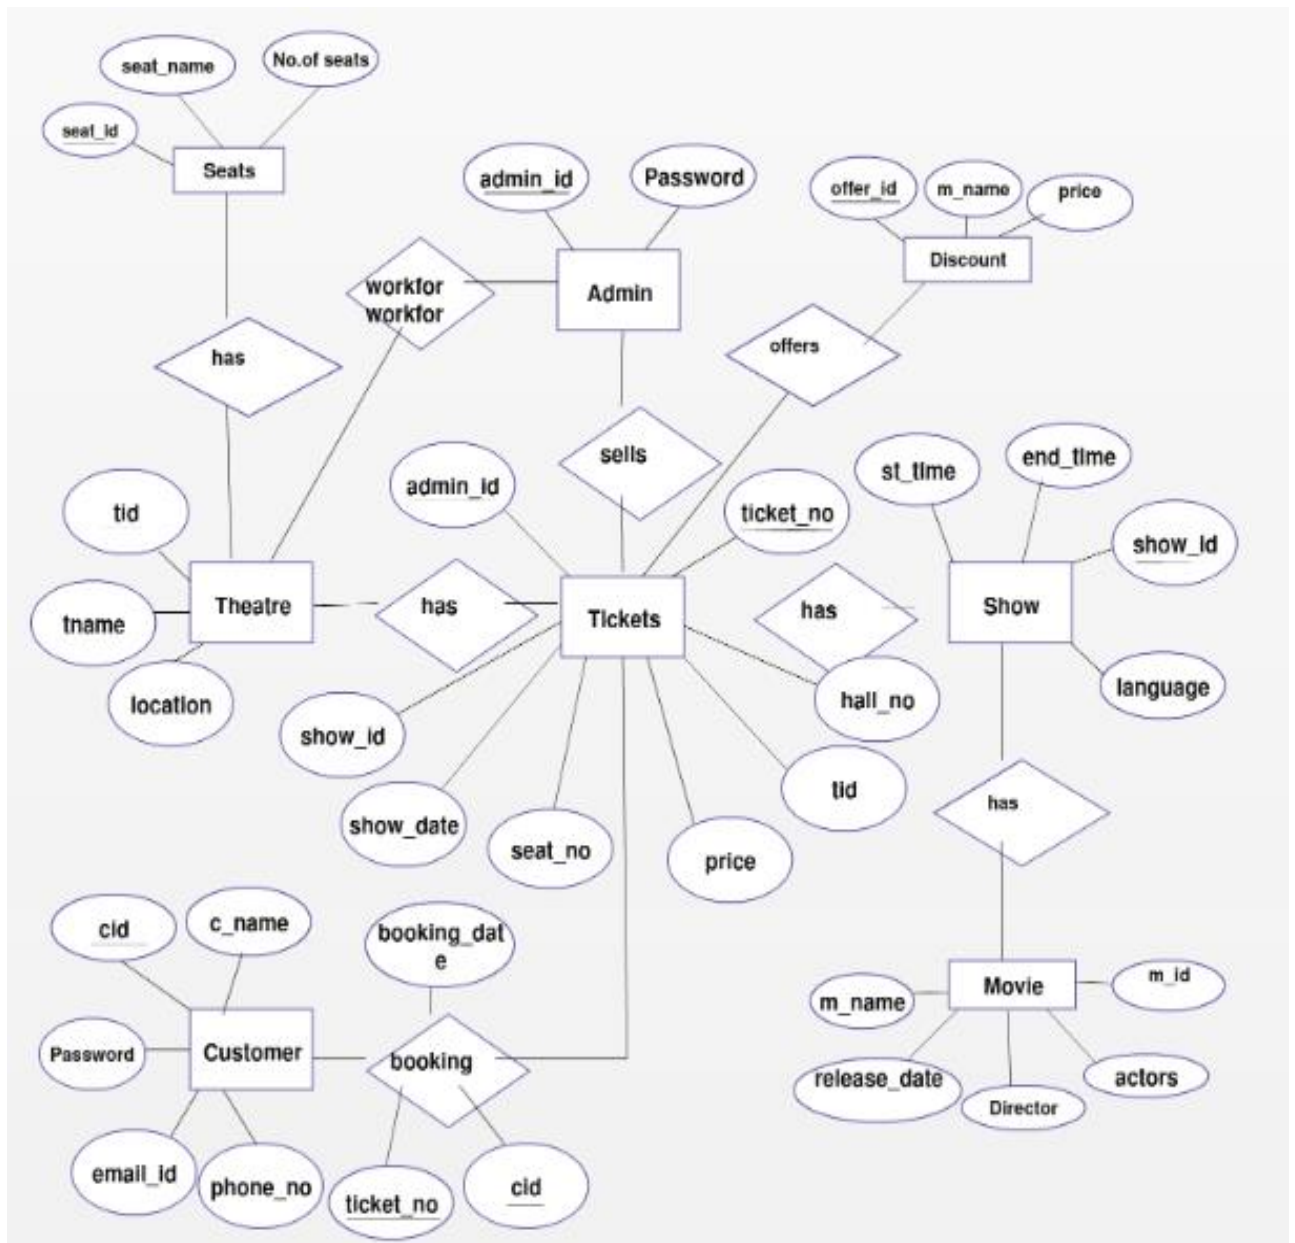 seat_name
No.of seats
seat_id
Seats
admin_id
Password
offer_id
m_name
price
Discount
workfor
workfor
Admin
offers
has
sells
st_time
end_time
admin_id
tid
ticket_no
show_id
Theatre
has
Tickets
has
Show
tname
location
show_id
hall_no
language
show_date
seat_no
price
tid
has
cid
c_name
booking_dat
e
Movie
m_id
m_name
Password
Customer
booking
release_date
Director
actors
email_id
phone_no
ticket_no
cid